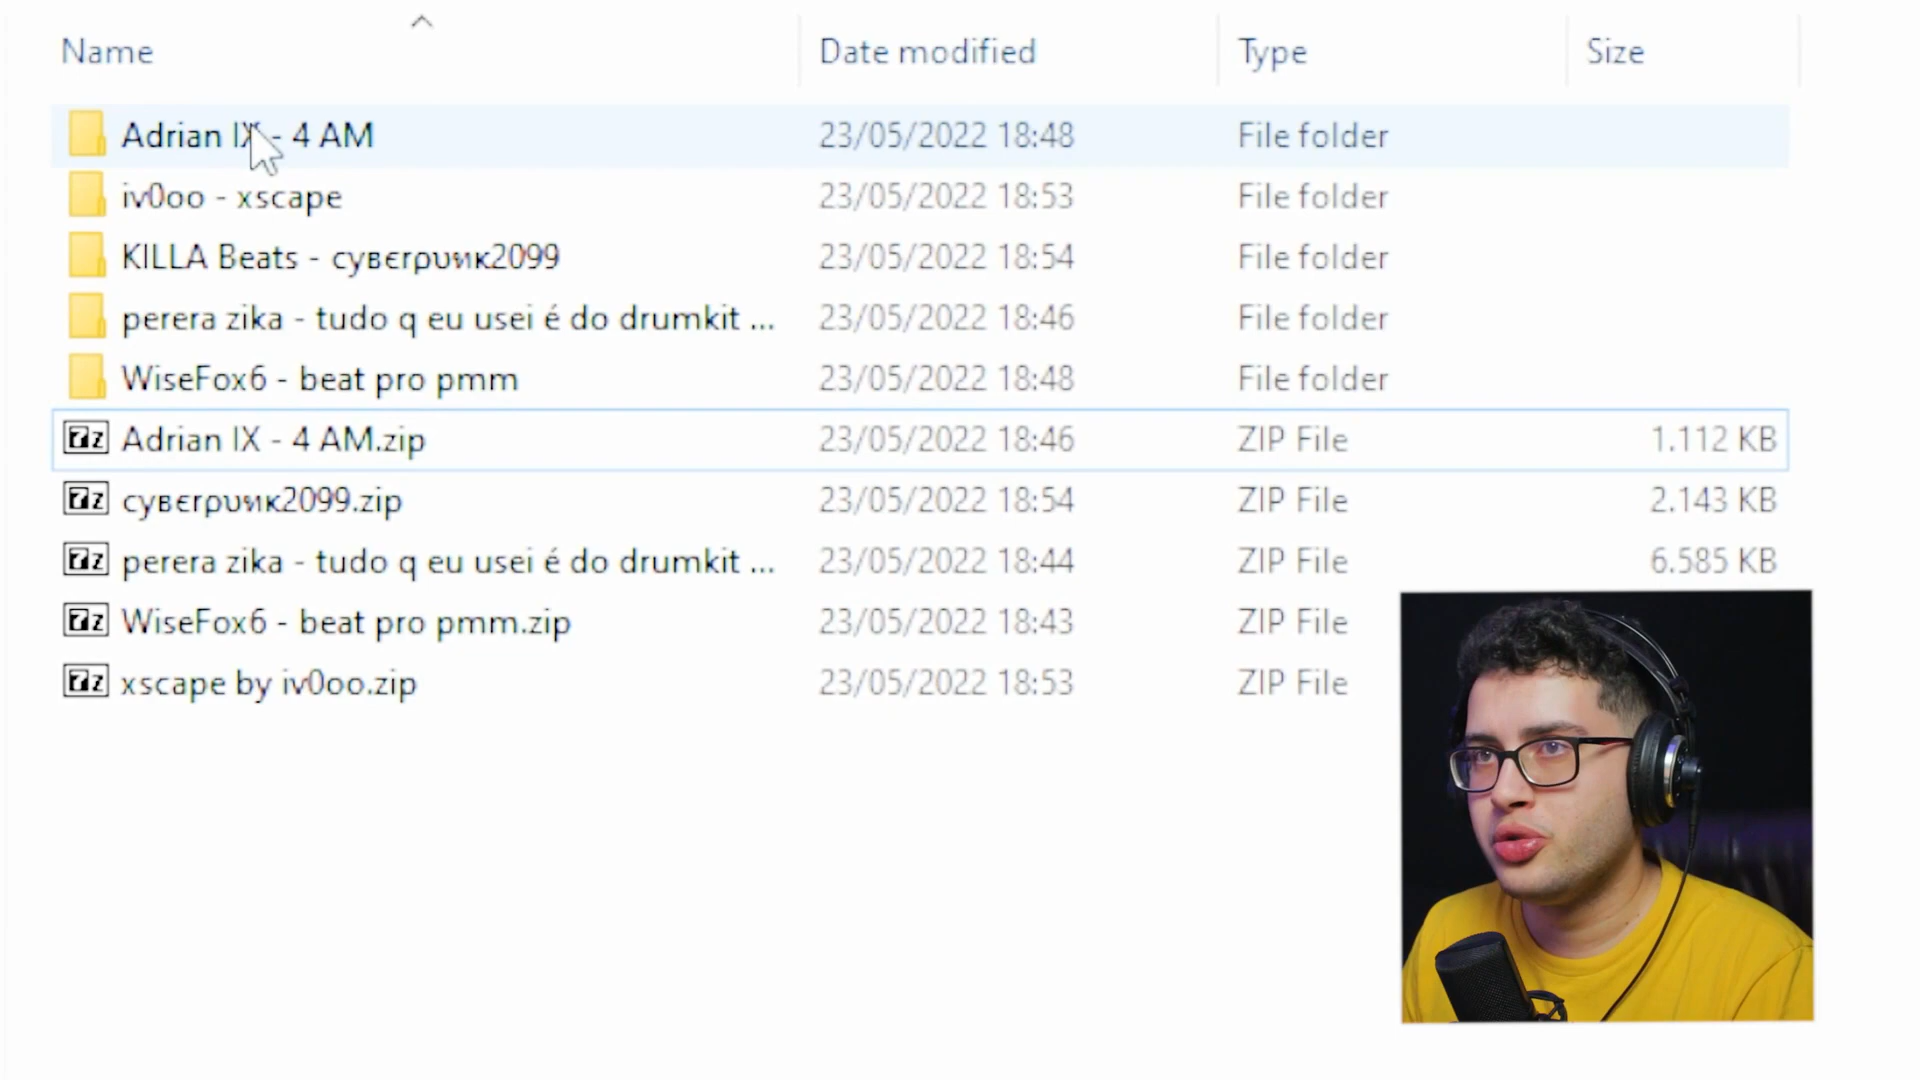 Name Date modified Type Size
Adrian IX - 4 AM 23/05/2022 18:48 File folder
iv0oo - xscape 23/05/2022 18:53 File folder
KILLA Beats - cyвєrpυик2099 23/05/2022 18:54 File folder
perera zika - tudo q eu usei é do drumkit ... 23/05/2022 18:46 File folder
WiseFox6 - beat pro pmm 23/05/2022 18:48 File folder
Adrian IX - 4 AM.zip 23/05/2022 18:46 ZIP File 1.112 KB
cyвєrpυик2099.zip 23/05/2022 18:54 ZIP File 2.143 KB
perera zika - tudo q eu usei é do drumkit ... 23/05/2022 18:44 ZIP File 6.585 KB
WiseFox6 - beat pro pmm.zip 23/05/2022 18:43 ZIP File
xscape by iv0oo.zip 23/05/2022 18:53 ZIP File